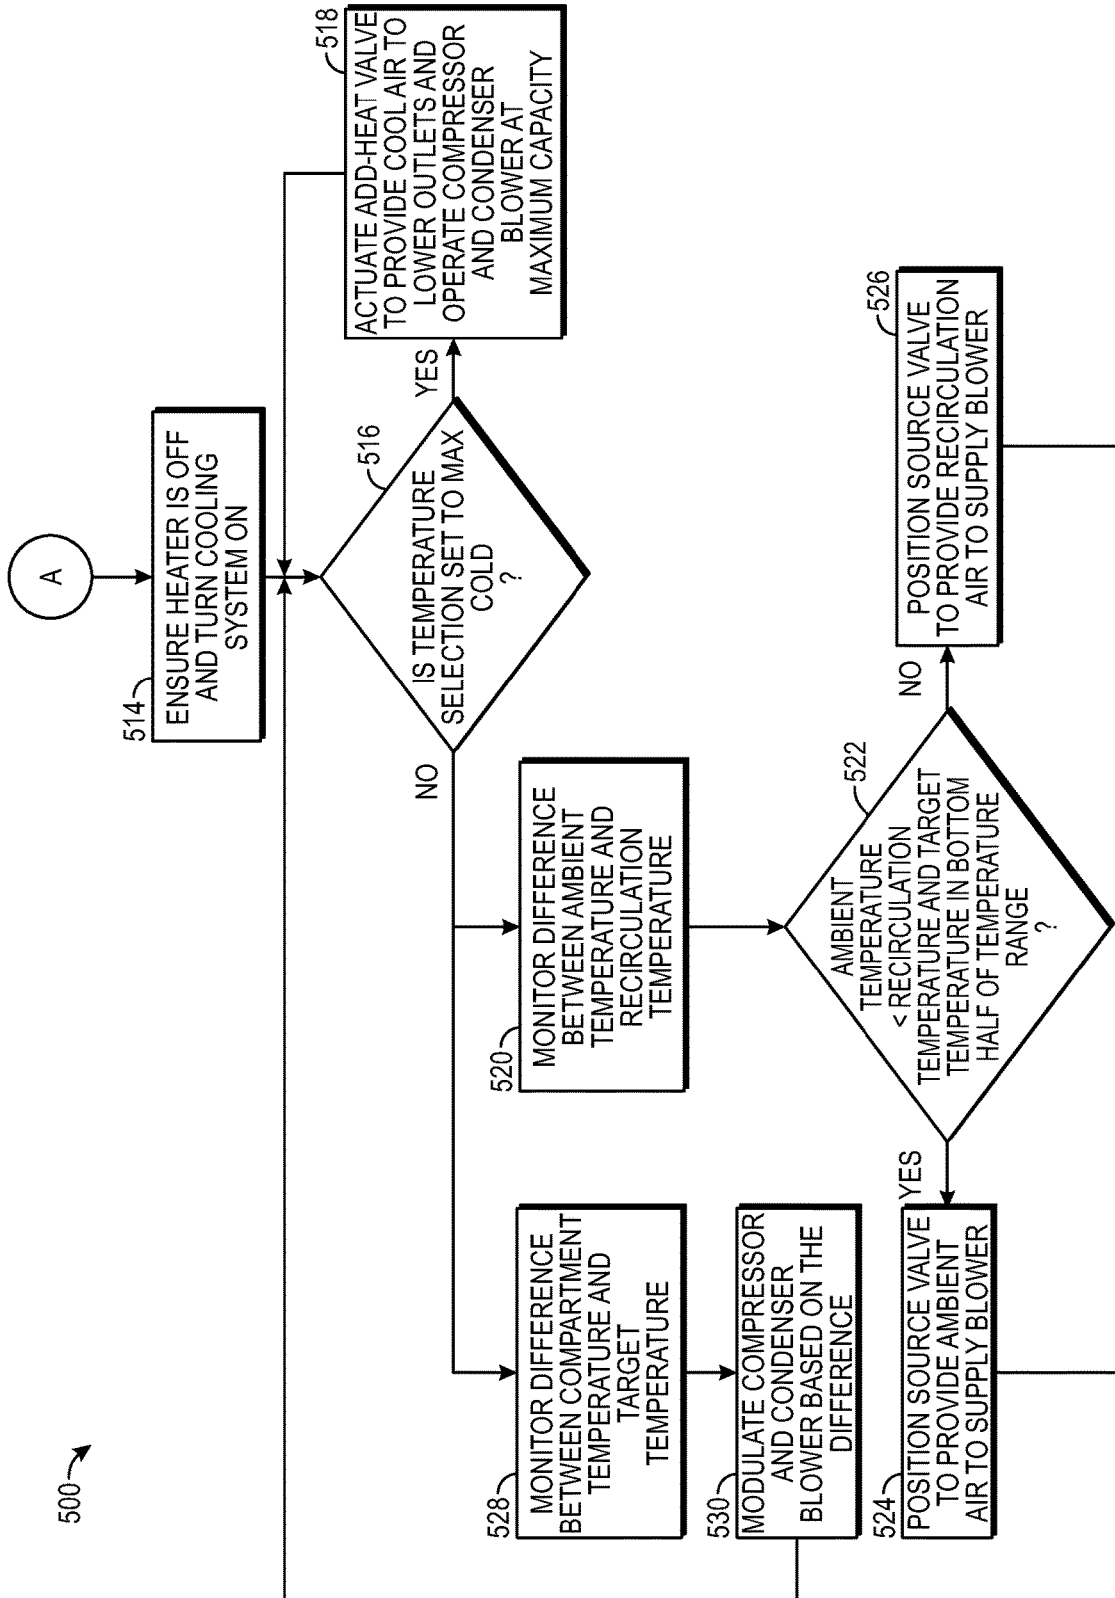 500
A
514
ENSURE HEATER IS OFF
AND TURN COOLING
SYSTEM ON
516
IS TEMPERATURE
SELECTION SET TO MAX
COLD
?
YES
518
ACTUATE ADD-HEAT VALVE
TO PROVIDE COOL AIR TO
LOWER OUTLETS AND
OPERATE COMPRESSOR
AND CONDENSER
BLOWER AT
MAXIMUM CAPACITY
NO
528
MONITOR DIFFERENCE
BETWEEN COMPARTMENT
TEMPERATURE AND
TARGET
TEMPERATURE
530
MODULATE COMPRESSOR
AND CONDENSER
BLOWER BASED ON THE
DIFFERENCE
520
MONITOR DIFFERENCE
BETWEEN AMBIENT
TEMPERATURE AND
RECIRCULATION
TEMPERATURE
522
AMBIENT
TEMPERATURE
< RECIRCULATION
TEMPERATURE AND TARGET
TEMPERATURE IN BOTTOM
HALF OF TEMPERATURE
RANGE
?
YES
524
POSITION SOURCE VALVE
TO PROVIDE AMBIENT
AIR TO SUPPLY BLOWER
NO
526
POSITION SOURCE VALVE
TO PROVIDE RECIRCULATION
AIR TO SUPPLY BLOWER